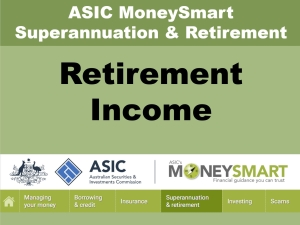 ASIC MoneySmart
Superannuation & Retirement
Retirement
Income
ASIC
Australian Securities &
Investments Commission
ASIC's
MONEYSMART
Financial guidance you can trust
Managing
your money
Borrowing
& credit
Insurance
Superannuation
& retirement
Investing
Scams